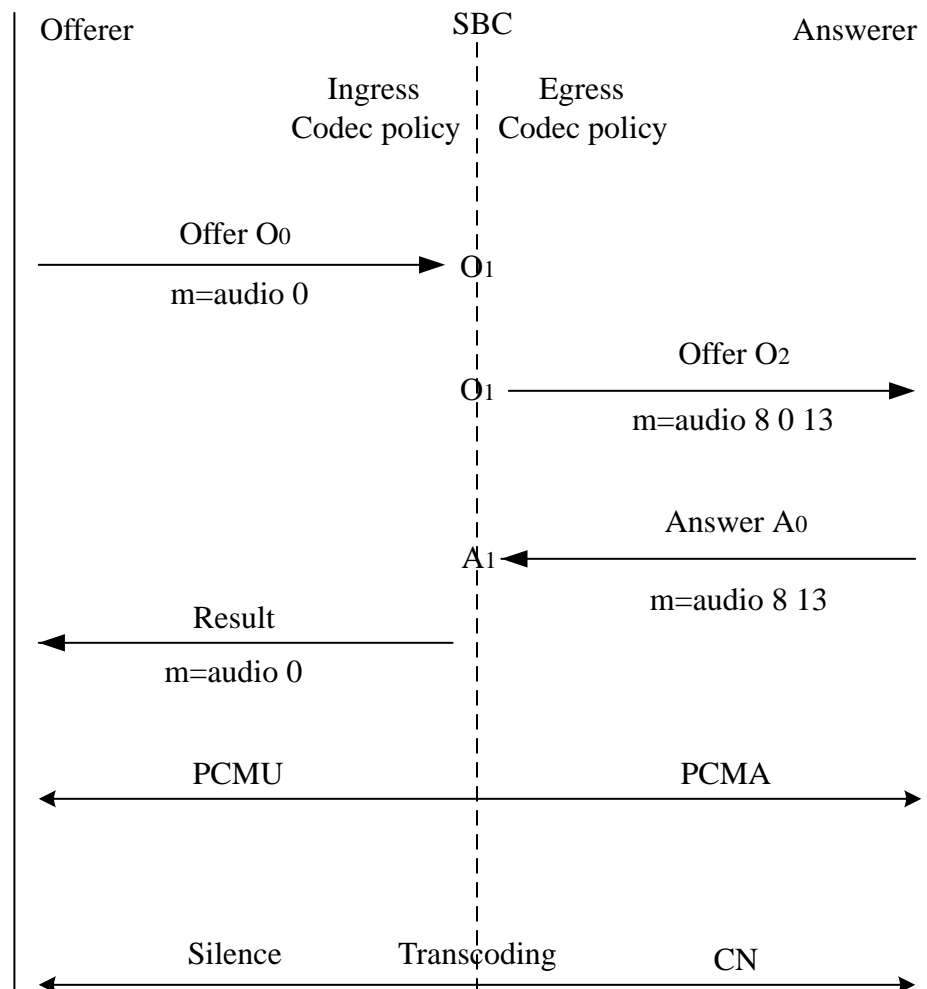 Offerer SBC Answerer
Ingress Egress
Codec policy Codec policy
Offer O0
O1
m=audio 0
Offer O2
O1
m=audio 8 0 13
Answer A0
A1
m=audio 8 13
Result
m=audio 0
PCMU PCMA
Silence Transcoding CN